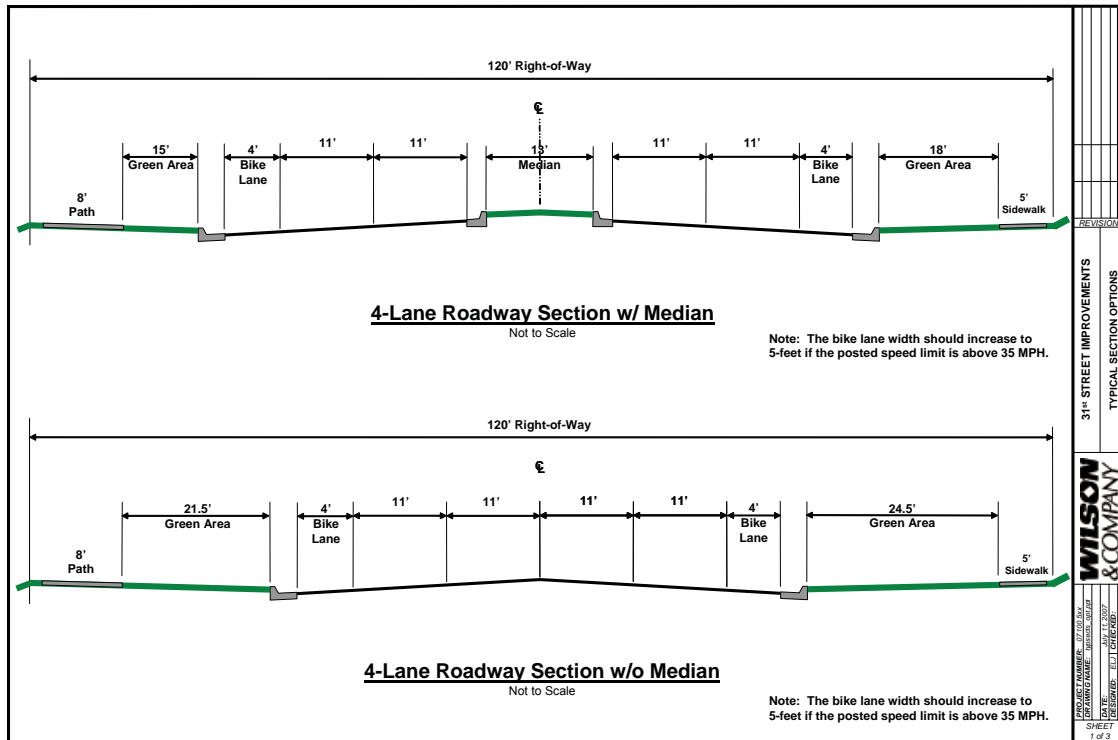 120' Right-of-Way
℄
15'
Green Area
4'
Bike
Lane
11'
11'
13'
Median
11'
11'
4'
Bike
Lane
18'
Green Area
8'
Path
5'
Sidewalk
4-Lane Roadway Section w/ Median
Not to Scale
Note: The bike lane width should increase to
5-feet if the posted speed limit is above 35 MPH.
120' Right-of-Way
℄
21.5'
Green Area
4'
Bike
Lane
11'
11'
11'
11'
4'
Bike
Lane
24.5'
Green Area
8'
Path
5'
Sidewalk
4-Lane Roadway Section w/o Median
Not to Scale
Note: The bike lane width should increase to
5-feet if the posted speed limit is above 35 MPH.
REVISION
31st STREET IMPROVEMENTS
TYPICAL SECTION OPTIONS
WILSON
& COMPANY
PROJECT NUMBER: 07 100 5xx
DRAWING NAME:
DATE: July 11, 2007
DESIGNED: ELJ CHECKED:
SHEET
1 of 3